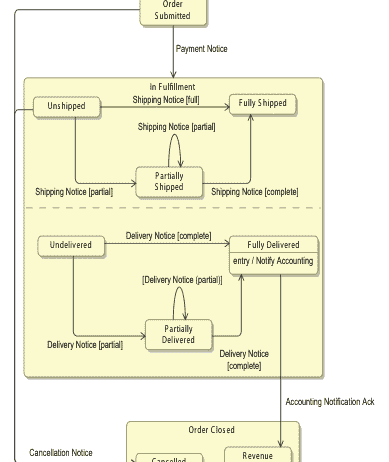 Order
Submitted
Payment Notice
In Fulfillment
Unshipped
Shipping Notice [full]
Fully Shipped
Shipping Notice [partial]
Partially
Shipped
Shipping Notice [partial]
Shipping Notice [complete]
Undelivered
Delivery Notice [complete]
Fully Delivered
entry / Notify Accounting
[Delivery Notice (partial)]
Partially
Delivered
Delivery Notice [partial]
Delivery Notice
[complete]
Accounting Notification Ack
Order Closed
Cancellation Notice
Cancelled
Revenue